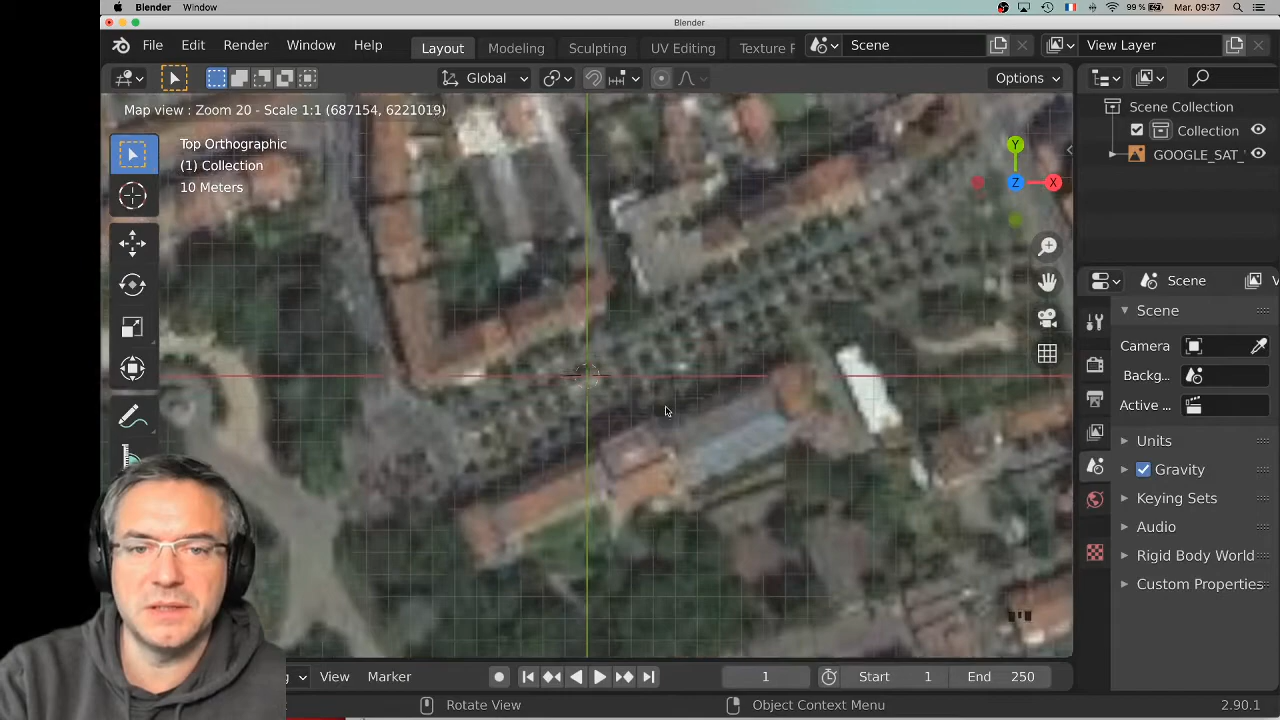 Blender Window 99 % Mar. 09:37
Blender
File Edit Render Window Help Layout Modeling Sculpting UV Editing Texture P Scene View Layer
Global Options
Map view : Zoom 20 - Scale 1:1 (687154, 6221019)
Top Orthographic
(1) Collection
10 Meters
Y
Z X
Scene Collection
Collection
GOOGLE_SAT_
Scene
Scene
Camera
Backg...
Active ...
Units
Gravity
Keying Sets
Audio
Rigid Body World
Custom Properties
View Marker 1 Start 1 End 250
Rotate View Object Context Menu 2.90.1